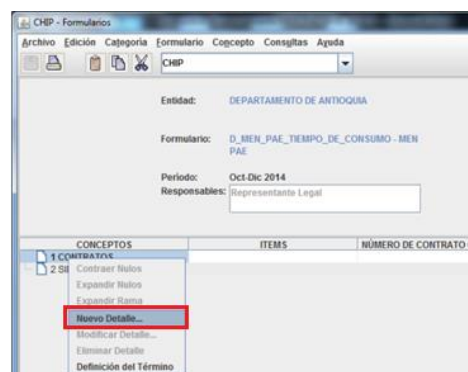 CHIP - Formularios
Archivo Edición Categoría Formulario Concepto Consultas Ayuda
CHIP
Entidad: DEPARTAMENTO DE ANTIOQUIA
Formulario: D_MEN_PAE_TIEMPO_DE_CONSUMO - MEN
PAE
Periodo: Oct-Dic 2014
Responsables: Representante Legal
CONCEPTOS ITEMS NÚMERO DE CONTRATO
1 CONTRATOS
2 SI
Contraer Nulos
Expandir Nulos
Expandir Rama
Nuevo Detalle...
Modificar Detalle...
Eliminar Detalle
Definición del Término